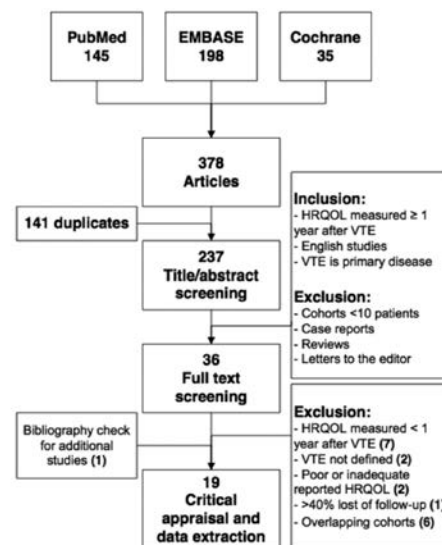 PubMed
145
EMBASE
198
Cochrane
35
378
Articles
141 duplicates
237
Title/abstract
screening
Inclusion:
- HRQOL measured ≥ 1
year after VTE
- English studies
- VTE is primary disease
Exclusion:
- Cohorts <10 patients
- Case reports
- Reviews
- Letters to the editor
36
Full text
screening
Bibliography check
for additional
studies (1)
Exclusion:
- HRQOL measured < 1
year after VTE (7)
- VTE not defined (2)
- Poor or inadequate
reported HRQOL (2)
- >40% lost of follow-up (1)
- Overlapping cohorts (6)
19
Critical
appraisal and
data extraction